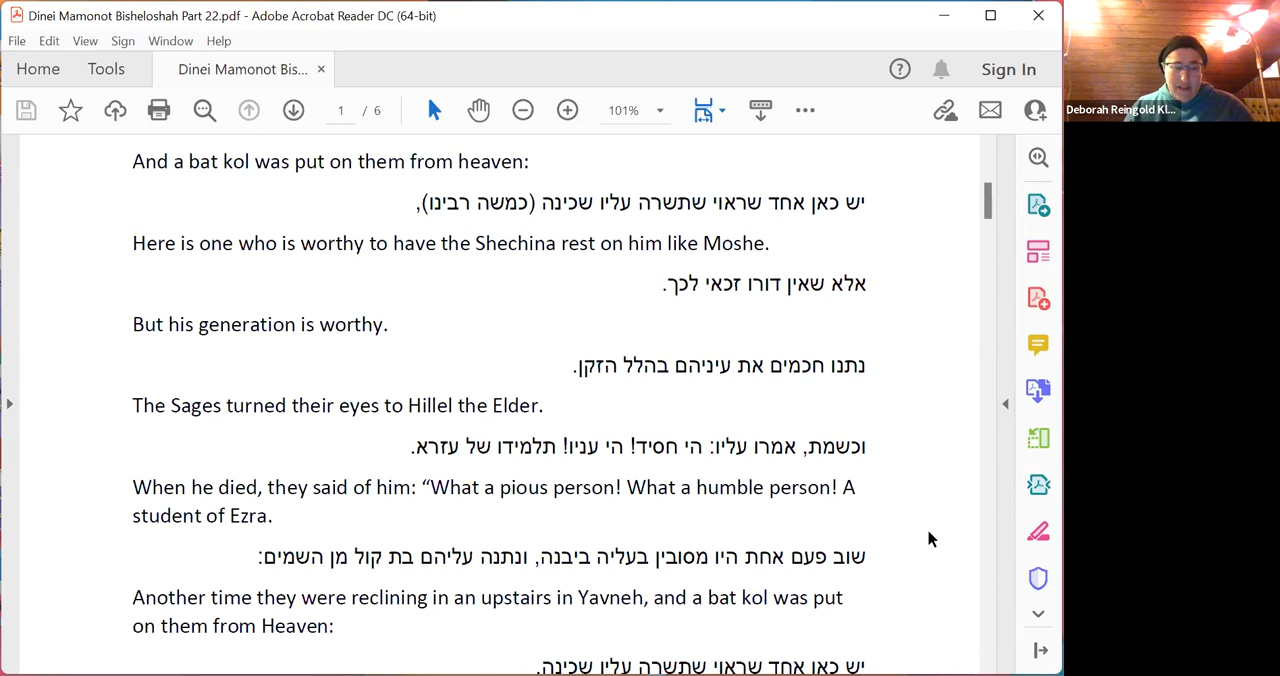 Dinei Mamonot Bisheloshah Part 22.pdf - Adobe Acrobat Reader DC (64-bit)
File Edit View Sign Window Help
Home Tools Dinei Mamonot Bis... × Sign In
1 / 6 101%
Deborah Reingold Kl...
And a bat kol was put on them from heaven:
יש כאן אחד שראוי שתשרה עליו שכינה (כמשה רבינו),
Here is one who is worthy to have the Shechina rest on him like Moshe.
אלא שאין דורו זכאי לכך.
But his generation is worthy.
נתנו חכמים את עיניהם בהלל הזקן.
The Sages turned their eyes to Hillel the Elder.
וכשמת, אמרו עליו: הי חסיד! הי עניו! תלמידו של עזרא.
When he died, they said of him: “What a pious person! What a humble person! A
student of Ezra.
שוב פעם אחת היו מסובין בעליה ביבנה, ונתנה עליהם בת קול מן השמים:
Another time they were reclining in an upstairs in Yavneh, and a bat kol was put
on them from Heaven:
יש כאן אחד שראוי שתשרה עליו שכינה.